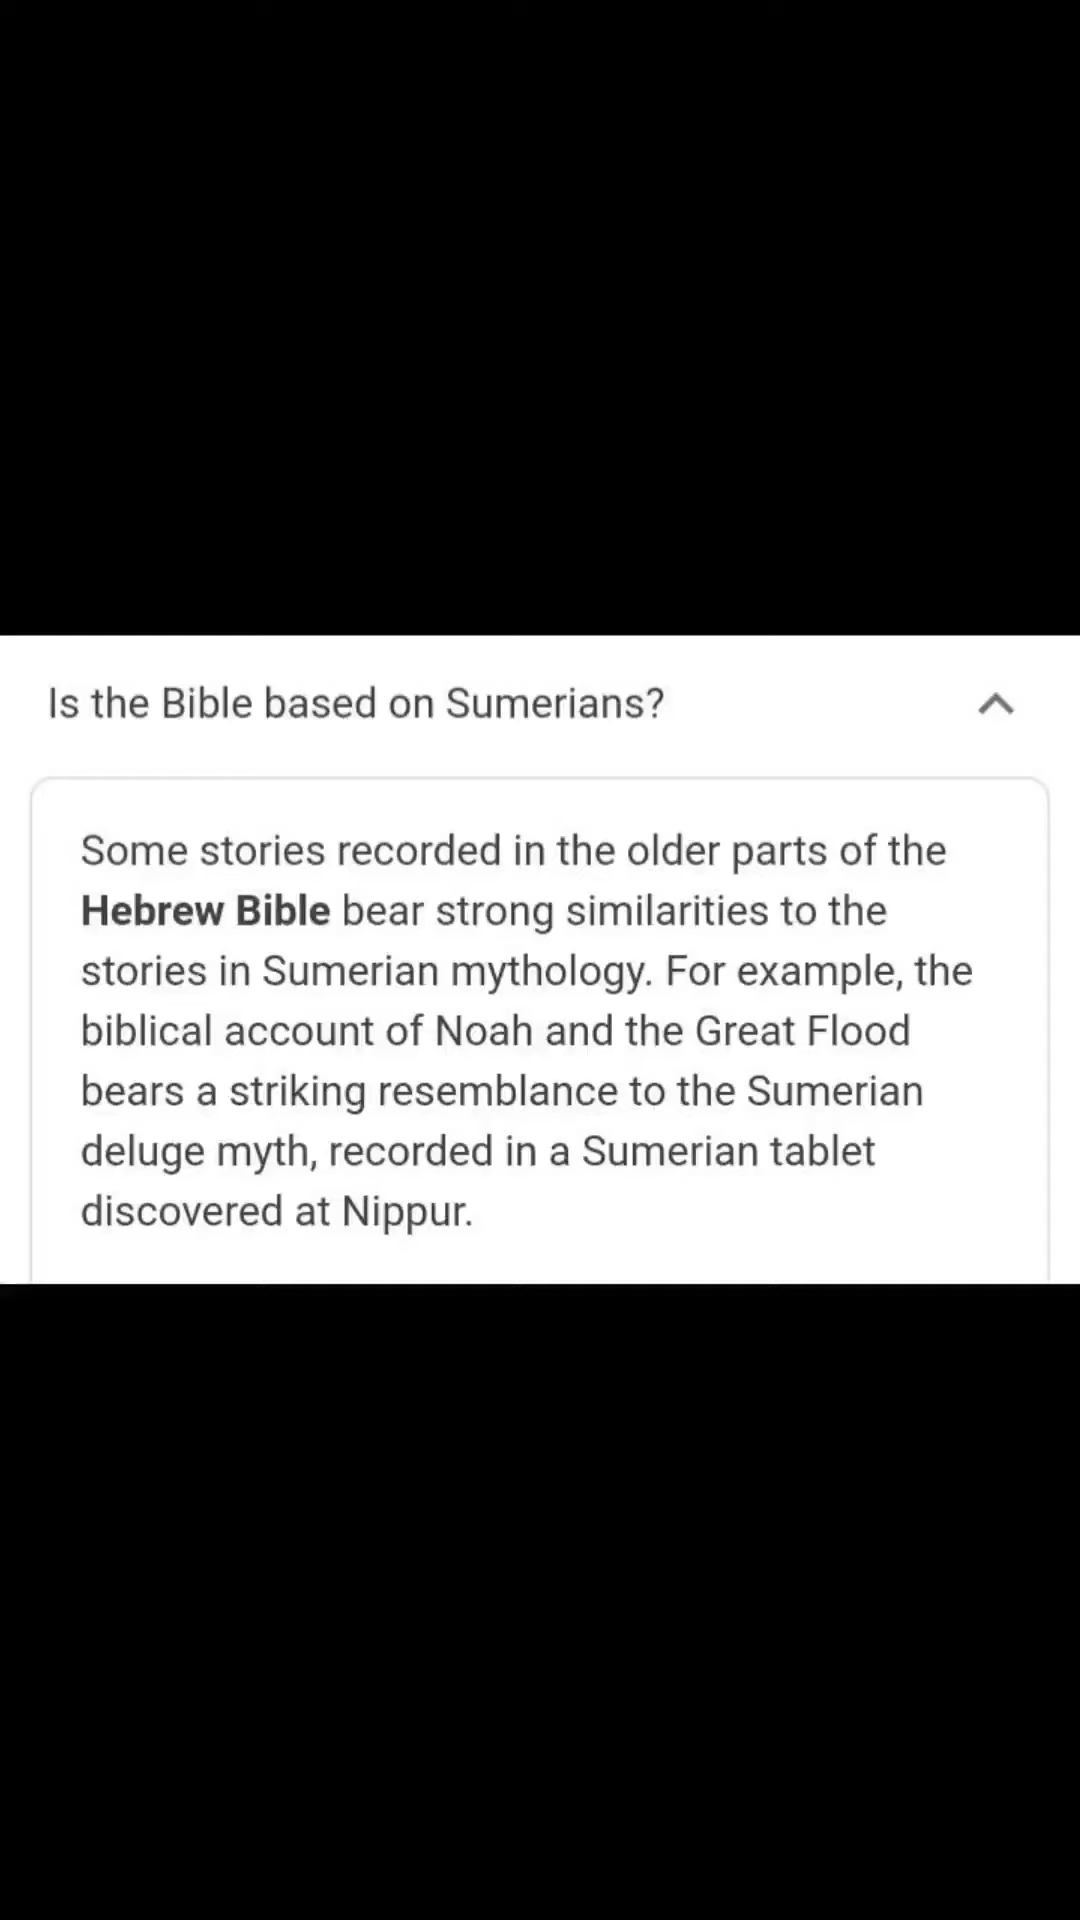 Is the Bible based on Sumerians?
Some stories recorded in the older parts of the
Hebrew Bible bear strong similarities to the
stories in Sumerian mythology. For example, the
biblical account of Noah and the Great Flood
bears a striking resemblance to the Sumerian
deluge myth, recorded in a Sumerian tablet
discovered at Nippur.